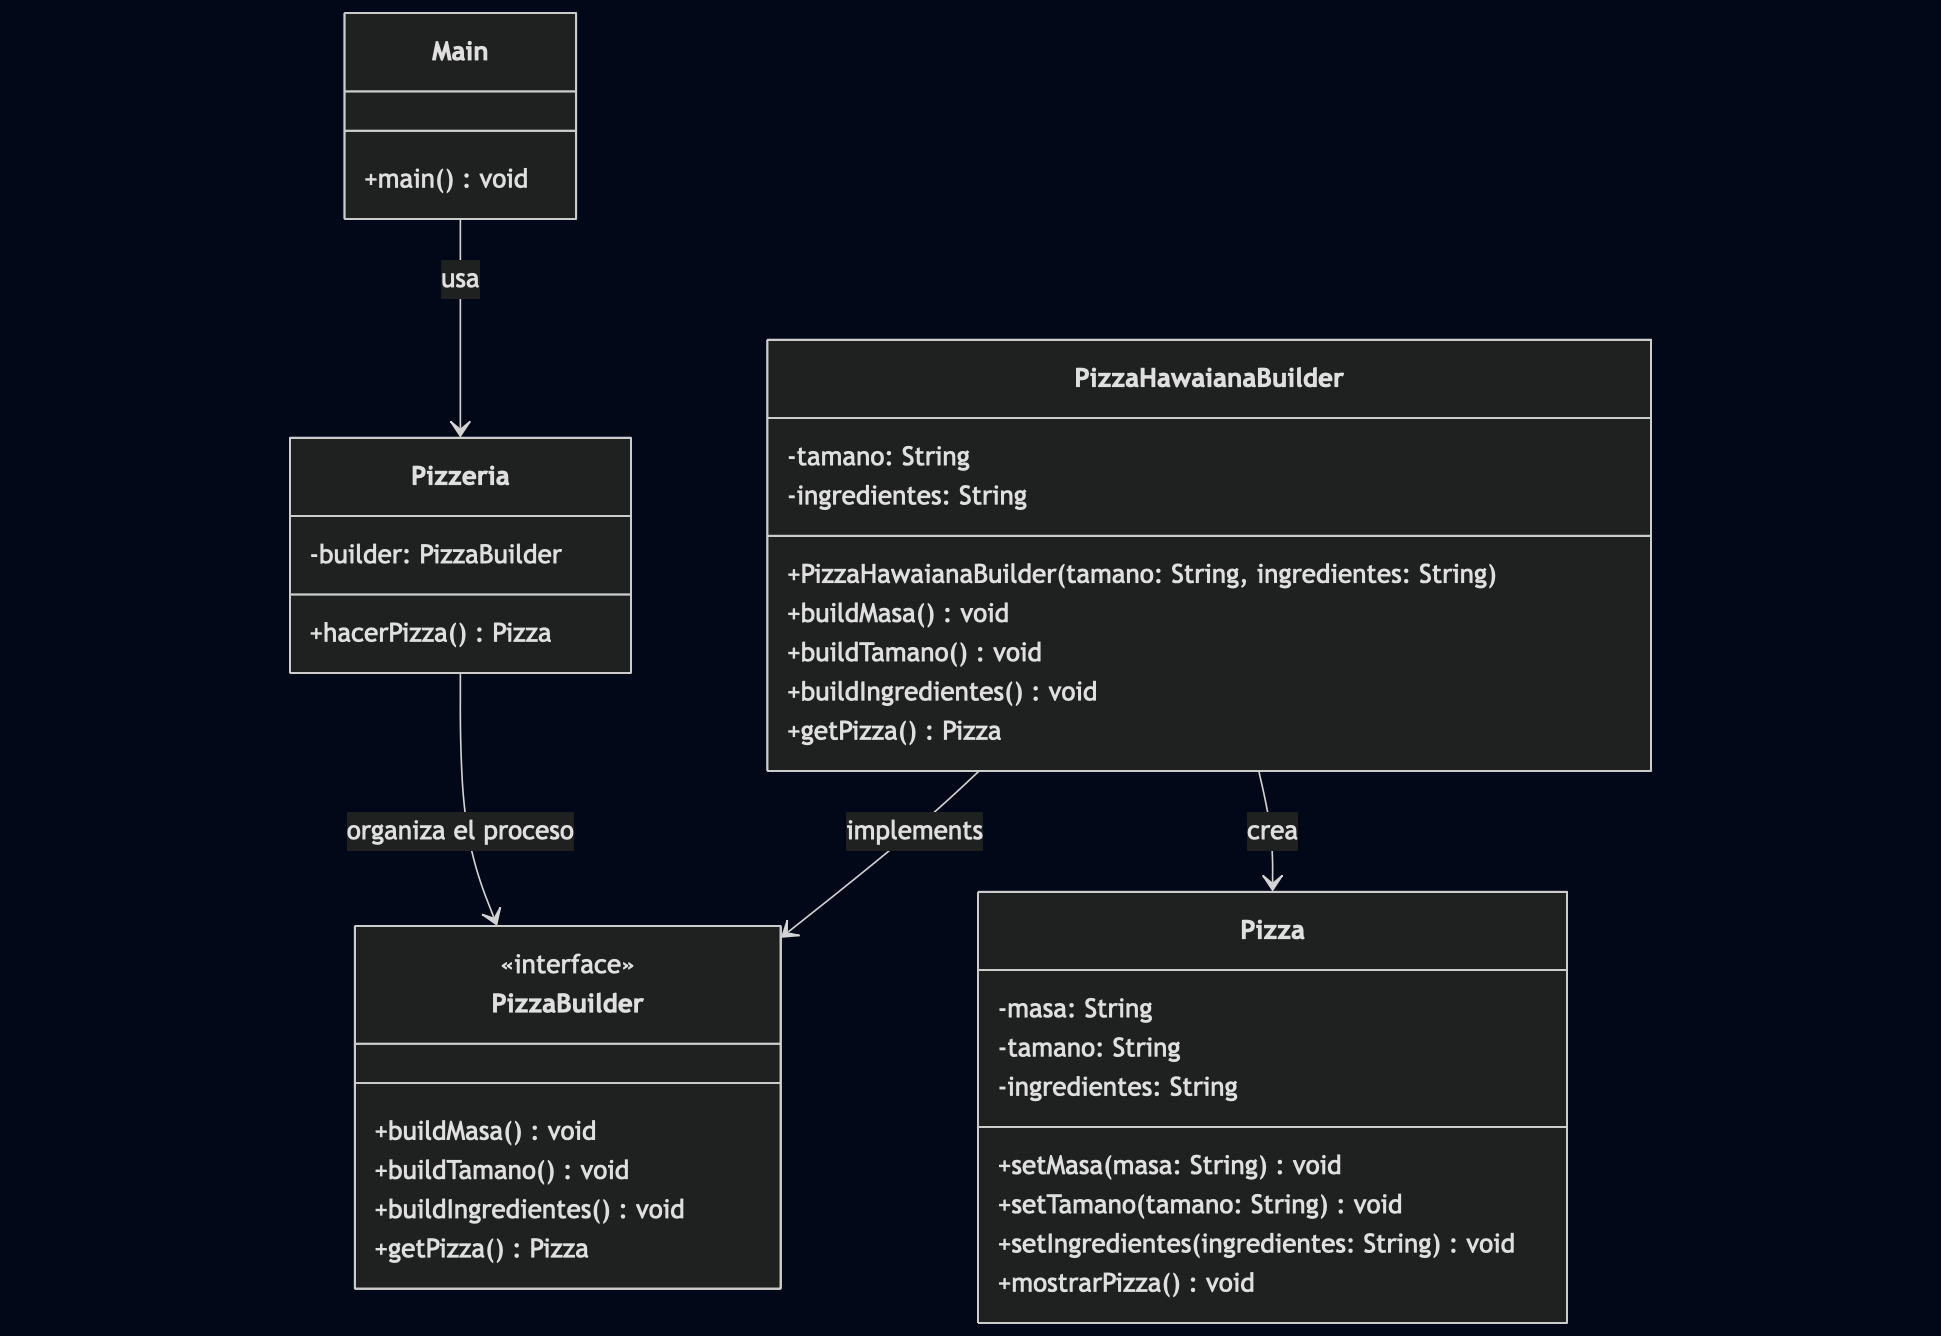 Main
+main() : void
usa
Pizzeria
-builder: PizzaBuilder
+hacerPizza() : Pizza
PizzaHawaianaBuilder
-tamano: String
-ingredientes: String
+PizzaHawaianaBuilder(tamano: String, ingredientes: String)
+buildMasa() : void
+buildTamano() : void
+buildIngredientes() : void
+getPizza() : Pizza
organiza el proceso
implements
crea
«interface»
PizzaBuilder
+buildMasa() : void
+buildTamano() : void
+buildIngredientes() : void
+getPizza() : Pizza
Pizza
-masa: String
-tamano: String
-ingredientes: String
+setMasa(masa: String) : void
+setTamano(tamano: String) : void
+setIngredientes(ingredientes: String) : void
+mostrarPizza() : void